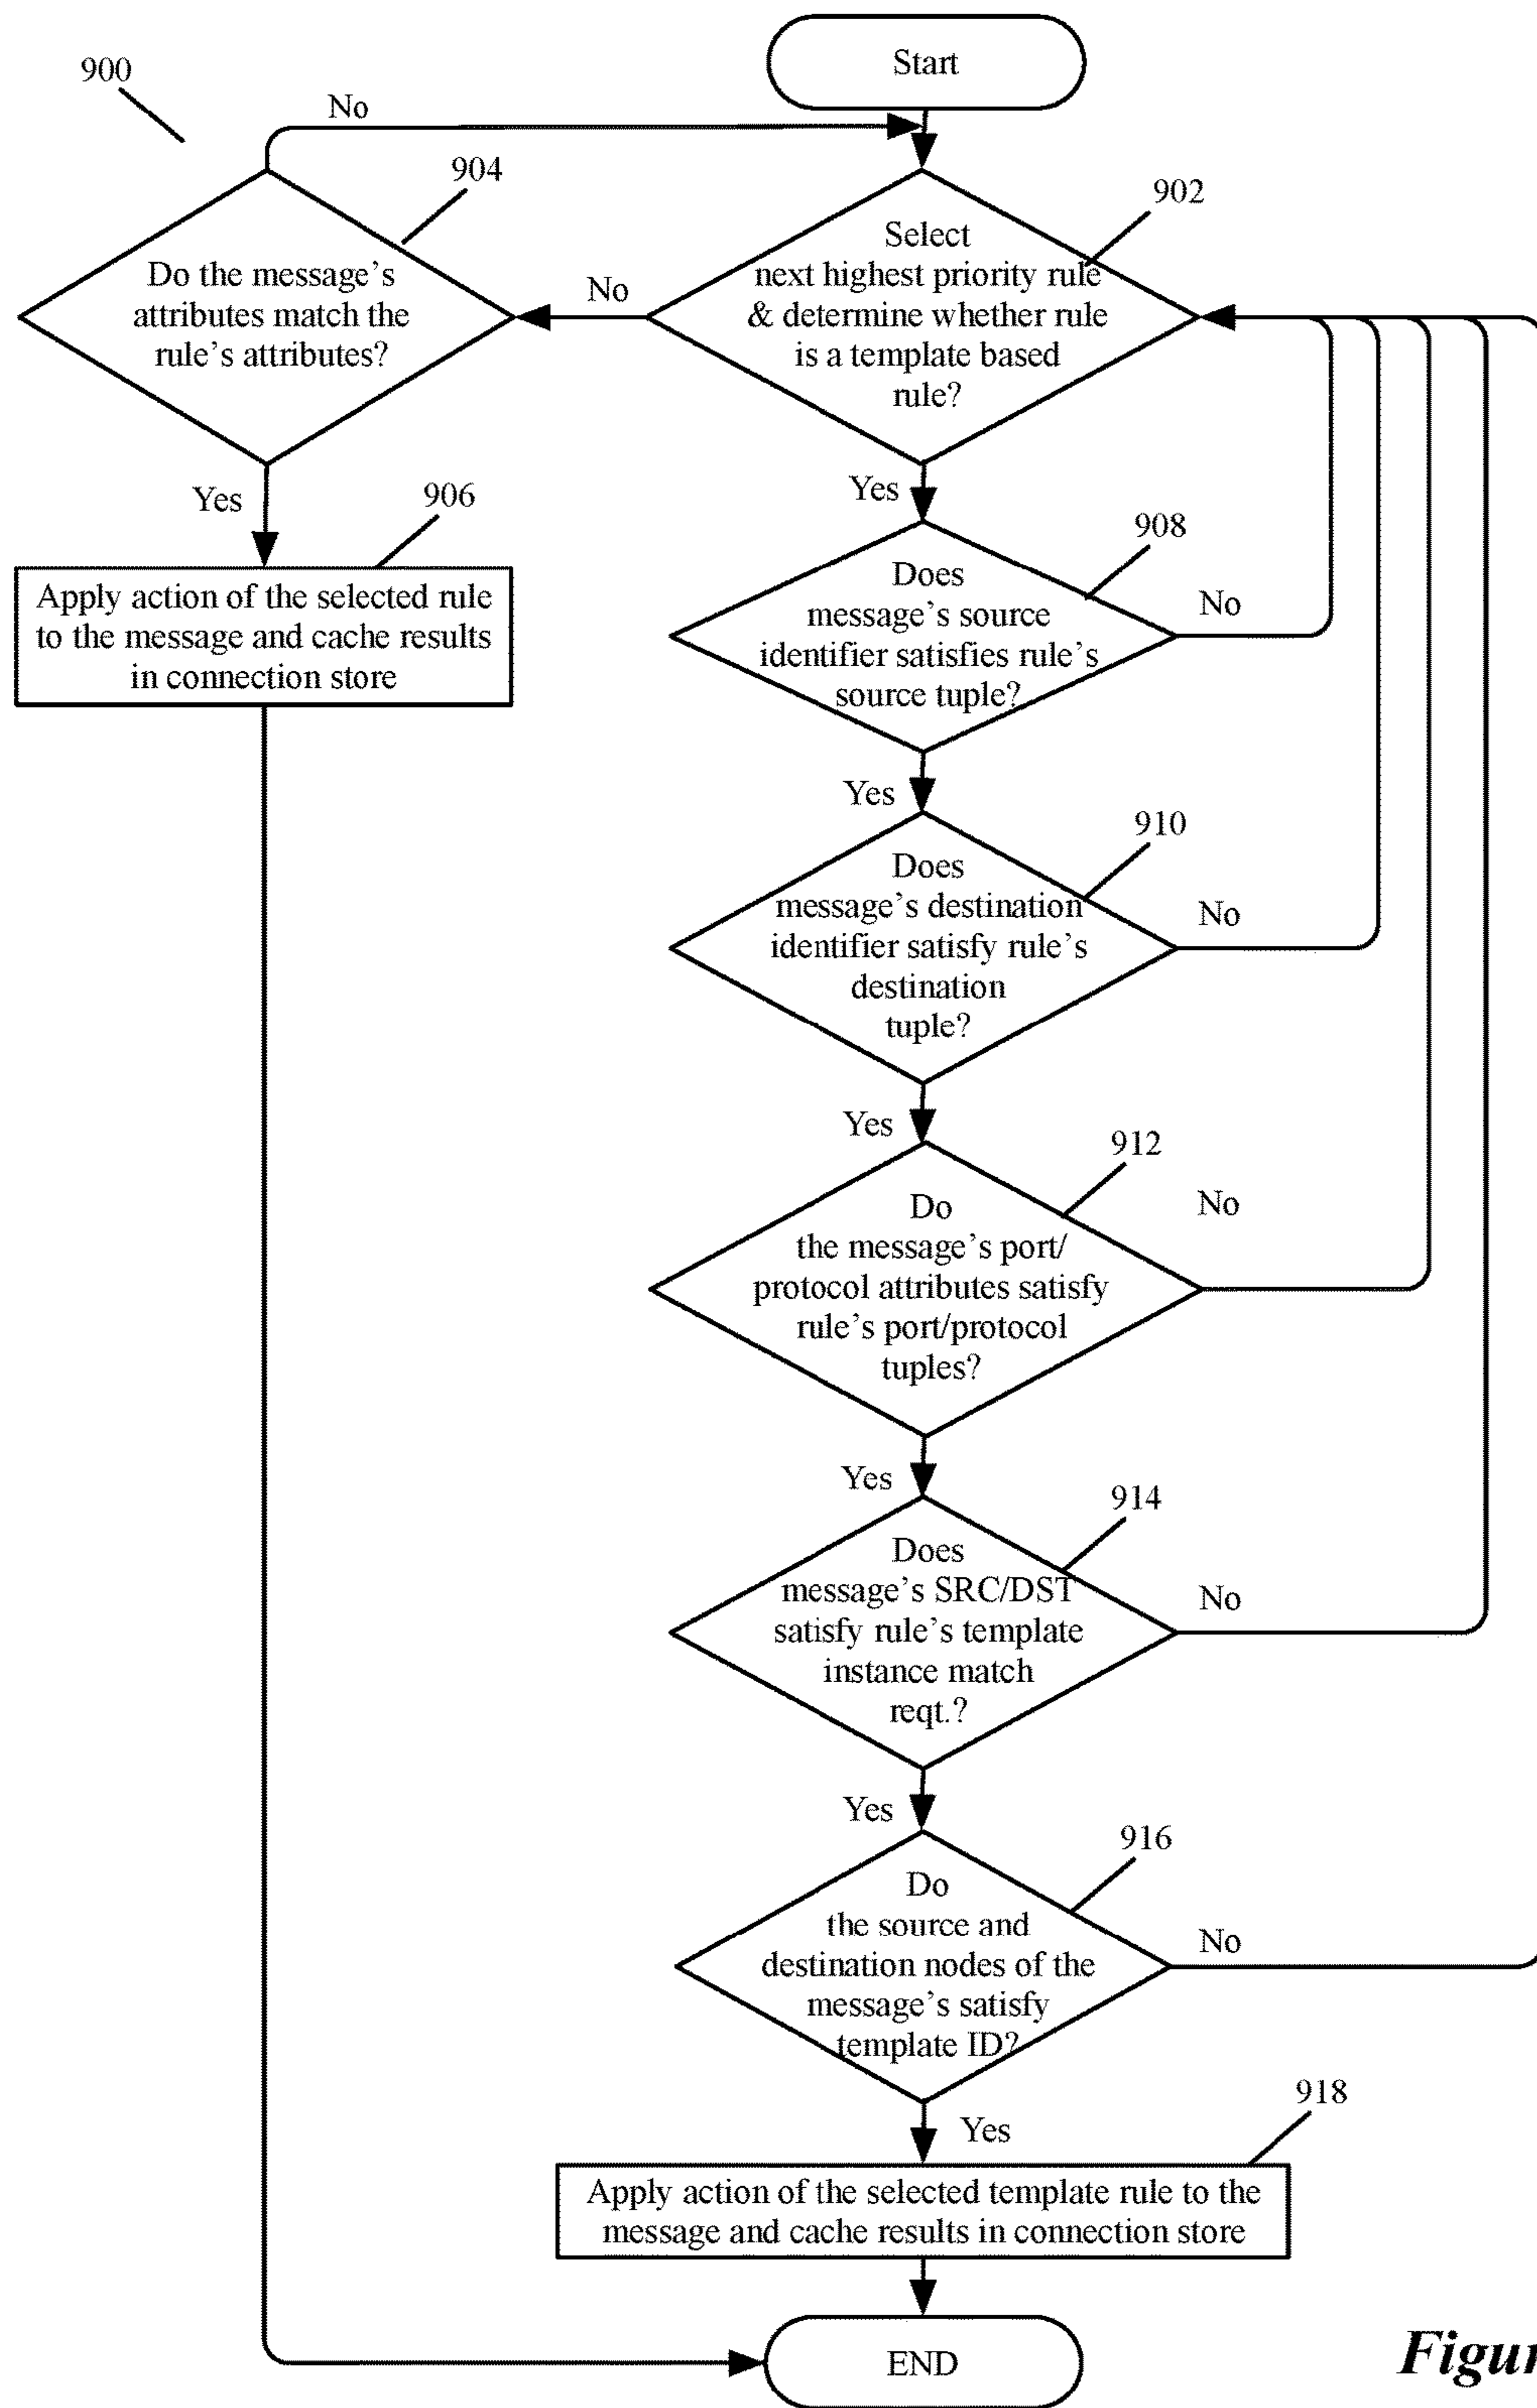 Start
900
No
904
902
Select
next highest priority rule
& determine whether rule
is a template based
rule?
Do the message's
attributes match the
rule's attributes?
No
Yes
906
Yes
908
Apply action of the selected rule
to the message and cache results
in connection store
Does
message's source
identifier satisfies rule's
source tuple?
No
Yes
910
Does
message's destination
identifier satisfy rule's
destination
tuple?
No
Yes
912
Do
the message's port/
protocol attributes satisfy
rule's port/protocol
tuples?
No
Yes
914
Does
message's SRC/DST
satisfy rule's template
instance match
reqt.?
No
Yes
916
Do
the source and
destination nodes of the
message's satisfy
template ID?
No
Yes
918
Apply action of the selected template rule to the
message and cache results in connection store
END